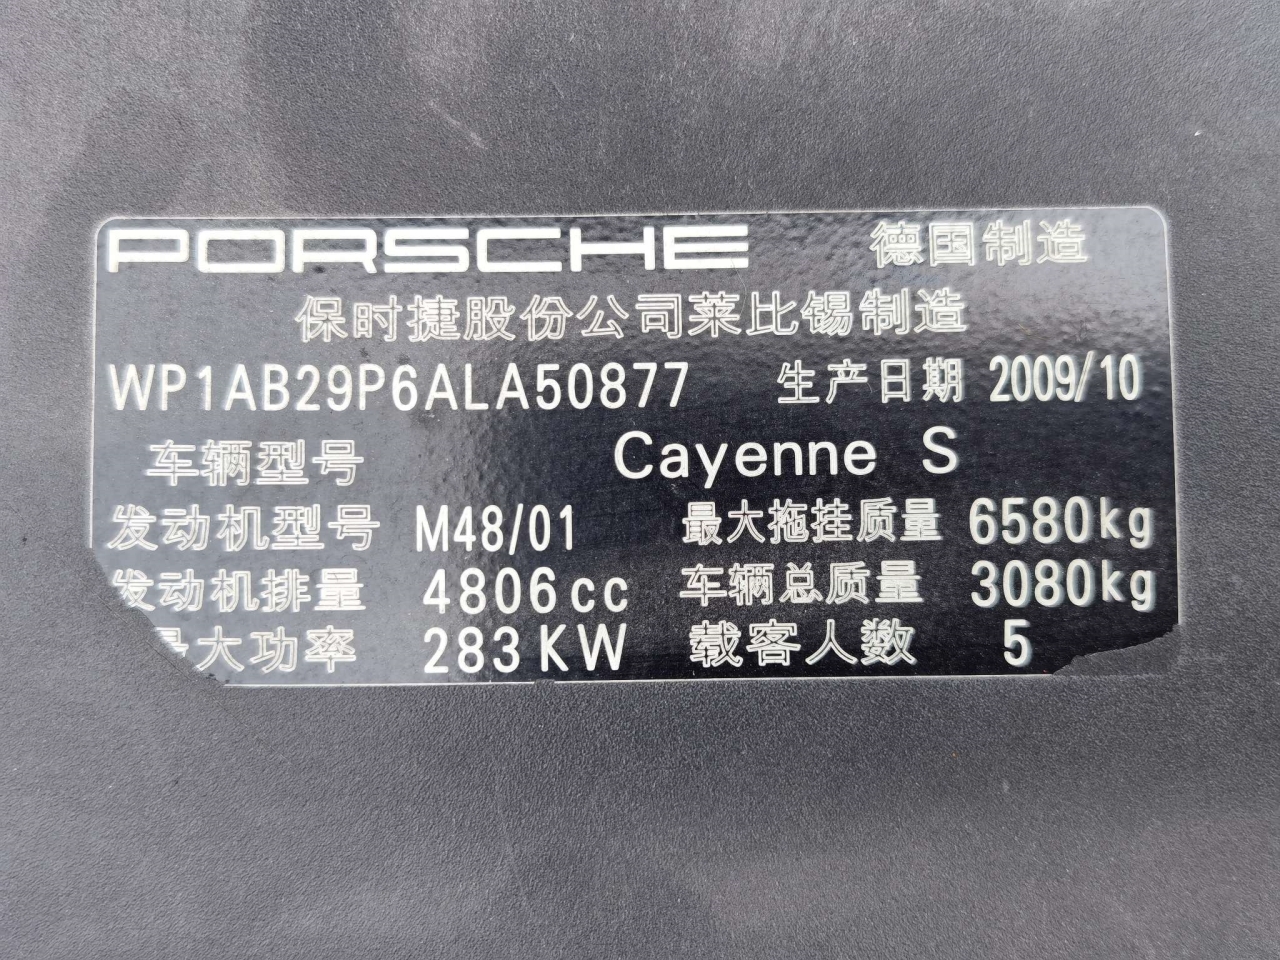 PORSCHE 德国制造
保时捷股份公司莱比锡制造
WP1AB29P6ALA50877 生产日期 2009/10
车辆型号 Cayenne S
发动机型号 M48/01 最大拖挂质量 6580kg
发动机排量 4806cc 车辆总质量 3080kg
最大功率 283KW 载客人数 5